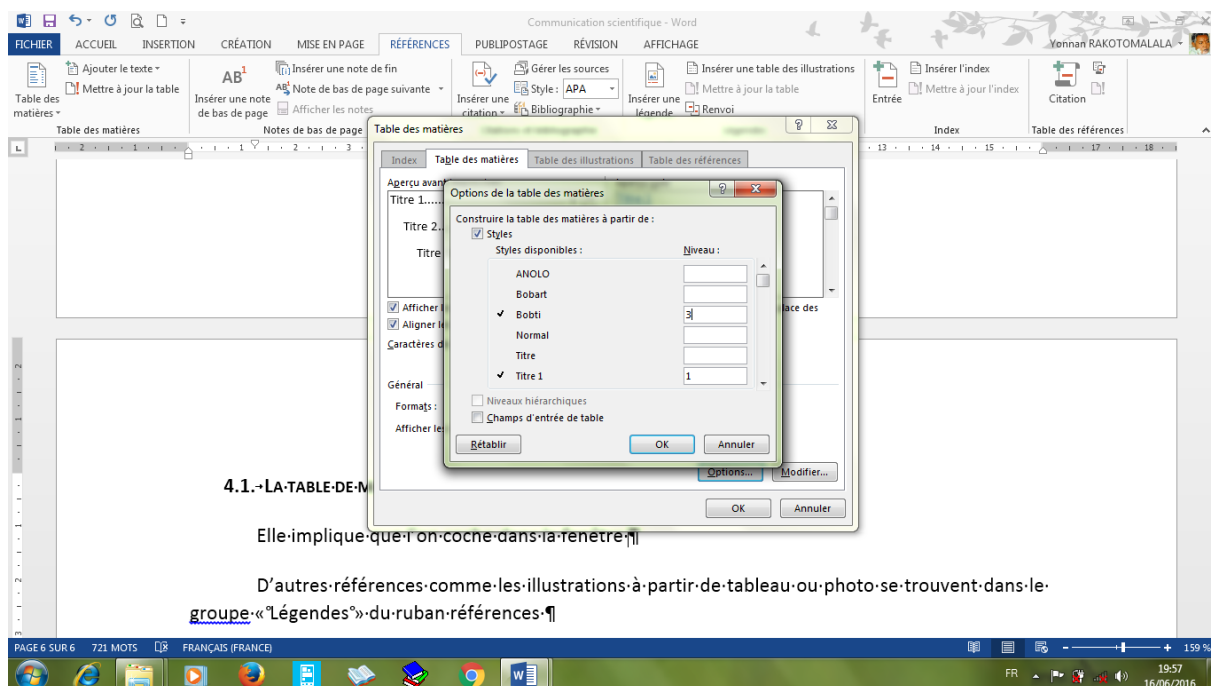 Communication scientifique - Word
FICHIER ACCUEIL INSERTION CRÉATION MISE EN PAGE RÉFÉRENCES PUBLIPOSTAGE RÉVISION AFFICHAGE Yonnan RAKOTOMALALA
Table des matières
Ajouter le texte
Mettre à jour la table
Table des matières
AB1
Insérer une note de bas de page
Insérer une note de fin
Note de bas de page suivante
Afficher les notes
Notes de bas de page
Insérer une citation
Gérer les sources
Style : APA
Bibliographie
Insérer une légende
Insérer une table des illustrations
Mettre à jour la table
Renvoi
Entrée
Insérer l'index
Mettre à jour l'index
Index
Citation
Table des références
Table des matières
Index Table des matières Table des illustrations Table des références
Aperçu avant
Titre 1.....
Titre 2..
Titre
Afficher l
lace des
Aligner le
Caractères d
Général
Formats :
Afficher les
Options... Modifier...
OK Annuler
Options de la table des matières
Construire la table des matières à partir de :
Styles
Styles disponibles : Niveau :
ANOLO
Bobart
Bobti 3
Normal
Titre
Titre 1 1
Niveaux hiérarchiques
Champs d'entrée de table
Rétablir OK Annuler
4.1.→LA·TABLE·DE·M
Elle·implique·que·l'on·coche·dans·la·fenêtre·¶
D'autres·références·comme·les·illustrations·à·partir·de·tableau·ou·photo·se·trouvent·dans·le·
groupe·«°Légendes°»·du·ruban·références·¶
PAGE 6 SUR 6 721 MOTS FRANÇAIS (FRANCE) 159 %
FR 19:57
16/06/2016